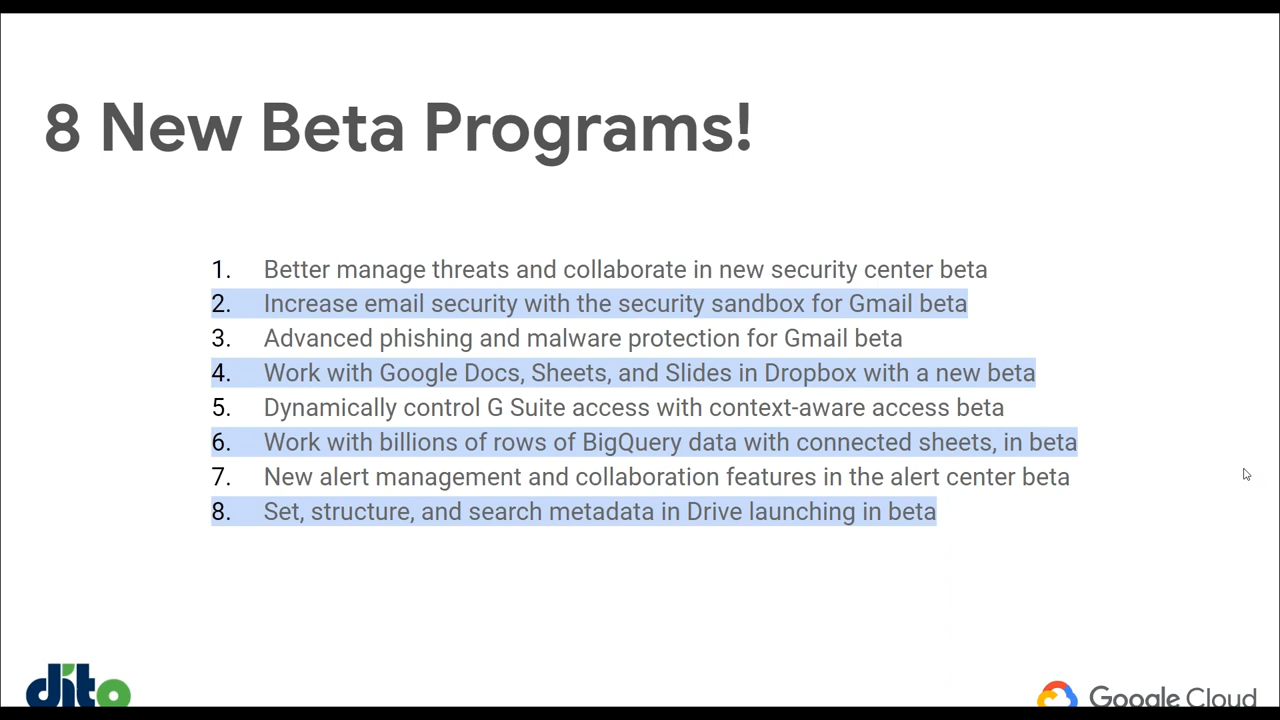 8 New Beta Programs!
1. Better manage threats and collaborate in new security center beta
2. Increase email security with the security sandbox for Gmail beta
3. Advanced phishing and malware protection for Gmail beta
4. Work with Google Docs, Sheets, and Slides in Dropbox with a new beta
5. Dynamically control G Suite access with context-aware access beta
6. Work with billions of rows of BigQuery data with connected sheets, in beta
7. New alert management and collaboration features in the alert center beta
8. Set, structure, and search metadata in Drive launching in beta
dito
Google Cloud